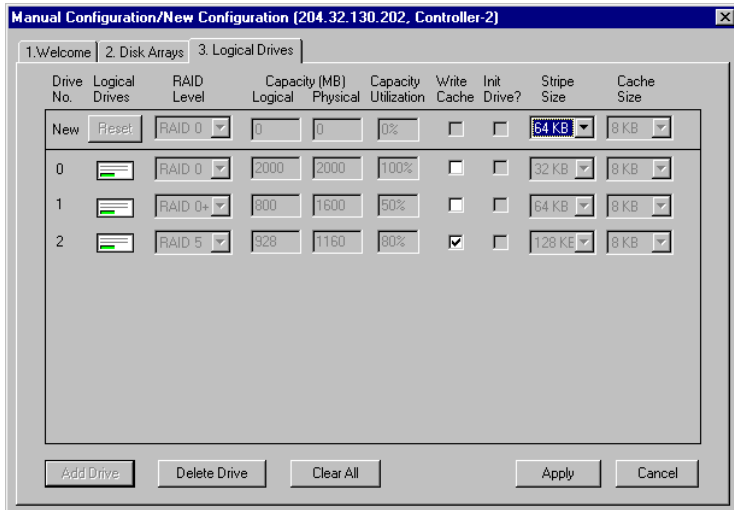 Manual Configuration/New Configuration (204.32.130.202, Controller-2)
1.Welcome 2. Disk Arrays 3. Logical Drives
Drive Logical RAID Capacity (MB) Capacity Write Init Stripe Cache
No. Drives Level Logical Physical Utilization Cache Drive? Size Size
New Reset RAID 0 0 0 0% 64 KB 8 KB
0 RAID 0 2000 2000 100% 32 KB 8 KB
1 RAID 0+ 800 1600 50% 64 KB 8 KB
2 RAID 5 928 1160 80% 128 KE 8 KB
Add Drive Delete Drive Clear All Apply Cancel